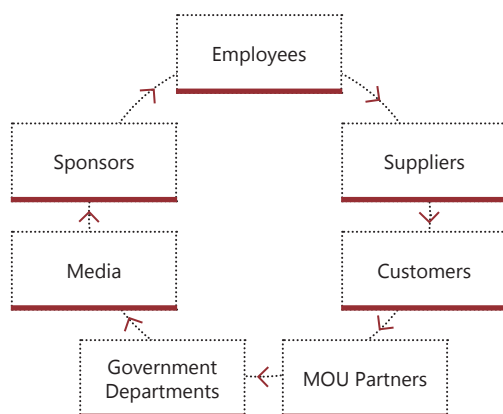 Employees
Sponsors
Suppliers
Media
Customers
Government
Departments
MOU Partners